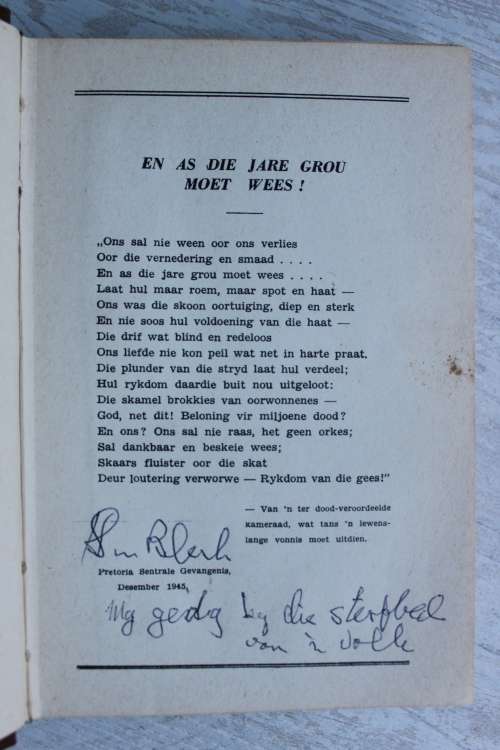 EN AS DIE JARE GROU
MOET WEES!
„Ons sal nie ween oor ons verlies
Oor die vernedering en smaad . . . .
En as die jare grou moet wees . . . .
Laat hul maar roem, maar spot en haat —
Ons was die skoon oortuiging, diep en sterk
En nie soos hul voldoening van die haat —
Die drif wat blind en redeloos
Ons liefde nie kon peil wat net in harte praat.
Die plunder van die stryd laat hul verdeel;
Hul rykdom daardie buit nou uitgeloot:
Die skamel brokkies van oorwonnenes —
God, net dit! Beloning vir miljoene dood?
En ons? Ons sal nie raas, het geen orkes;
Sal dankbaar en beskeie wees;
Skaars fluister oor die skat
Deur loutering verworwe — Rykdom van die gees!"
— Van 'n ter dood-veroordeelde
kameraad, wat tans 'n lewens-
lange vonnis moet uitdien.
Pretoria Sentrale Gevangenis,
Desember 1945.
My gedig by die sterfbed
van 'n volk